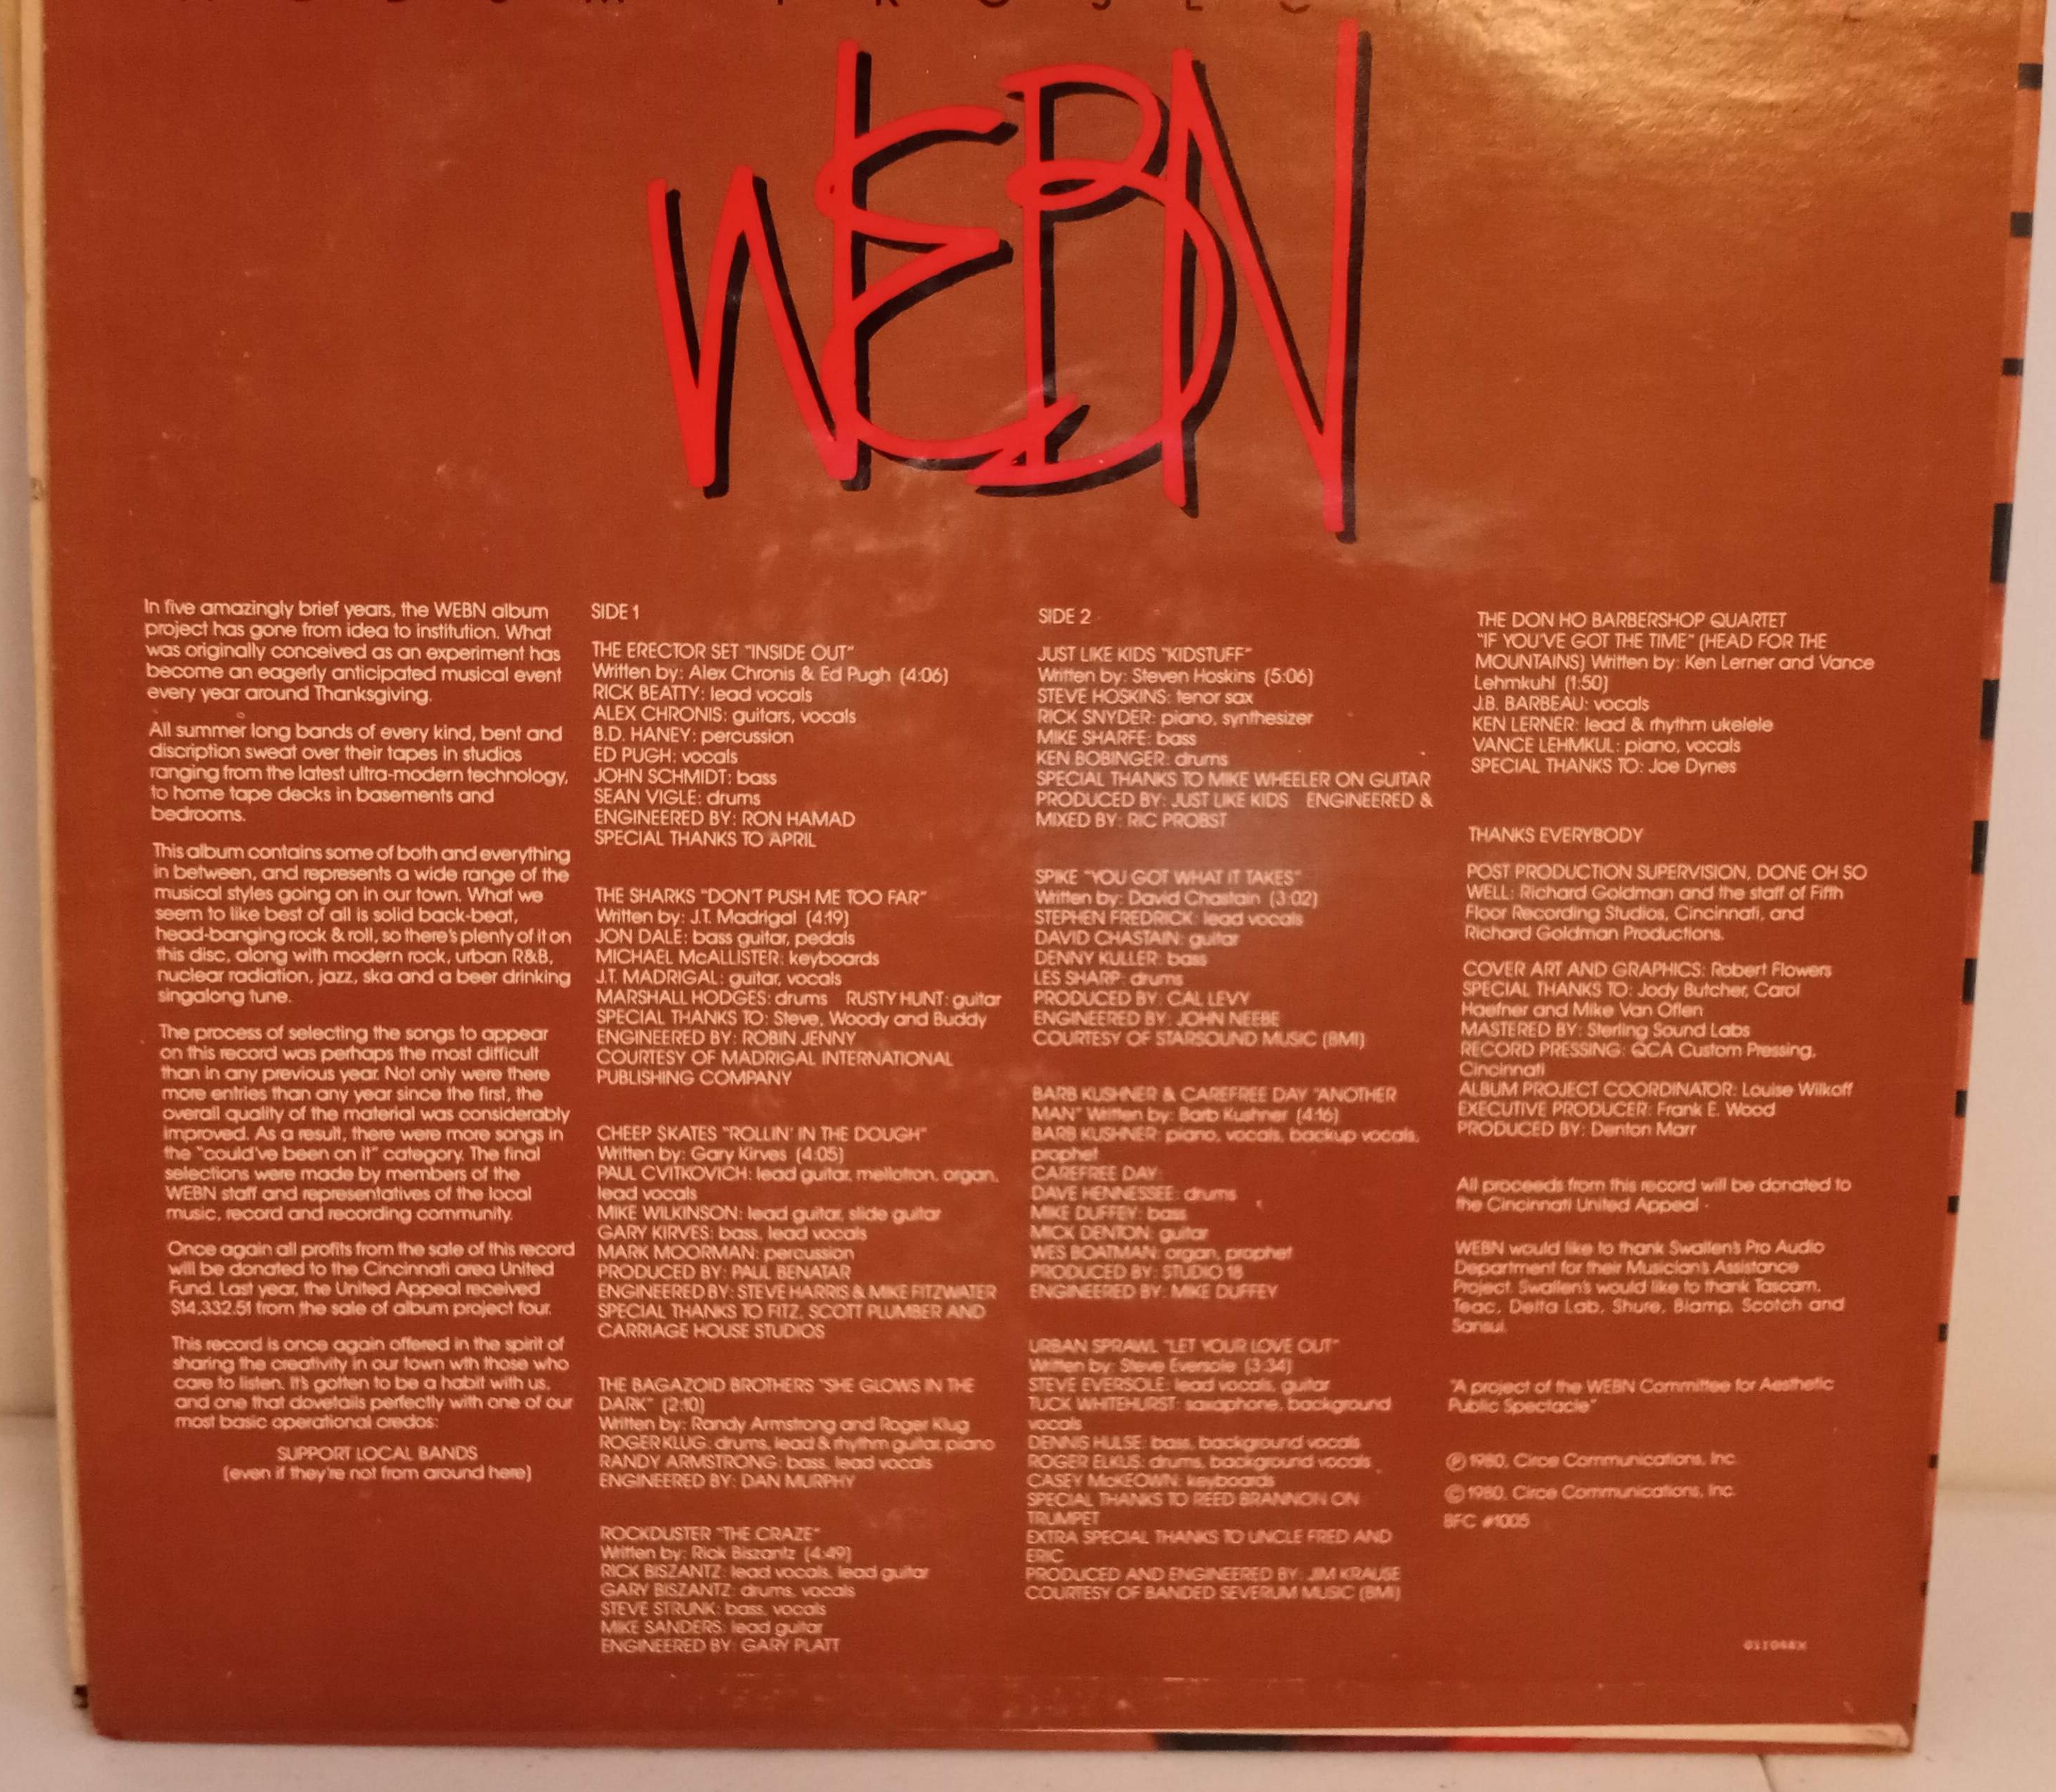 WEBN
In five amazingly brief years, the WEBN album
project has gone from idea to institution. What
was originally conceived as an experiment has
become an eagerly anticipated musical event
every year around Thanksgiving.
All summer long bands of every kind, bent and
discription sweat over their tapes in studios
ranging from the latest ultra-modern technology,
to home tape decks in basements and
bedrooms.
This album contains some of both and everything
in between, and represents a wide range of the
musical styles going on in our town. What we
seem to like best of all is solid back-beat,
head-banging rock & roll, so there's plenty of it on
this disc, along with modern rock, urban R&B,
nuclear radiation, jazz, ska and a beer drinking
singalong tune.
The process of selecting the songs to appear
on this record was perhaps the most difficult
than in any previous year. Not only were there
more entries than any year since the first, the
overall quality of the material was considerably
improved. As a result, there were more songs in
the "could've been on it" category. The final
selections were made by members of the
WEBN staff and representatives of the local
music, record and recording community.
Once again all profits from the sale of this record
will be donated to the Cincinnati area United
Fund. Last year, the United Appeal received
$14,332.51 from the sale of album project four.
This record is once again offered in the spirit of
sharing the creativity in our town wth those who
care to listen. It's gotten to be a habit with us,
and one that dovetails perfectly with one of our
most basic operational credos:
SUPPORT LOCAL BANDS
(even if they're not from around here)
SIDE 1
THE ERECTOR SET "INSIDE OUT"
Written by: Alex Chronis & Ed Pugh (4:06)
RICK BEATTY: lead vocals
ALEX CHRONIS: guitars, vocals
B.D. HANEY: percussion
ED PUGH: vocals
JOHN SCHMIDT: bass
SEAN VIGLE: drums
ENGINEERED BY: RON HAMAD
SPECIAL THANKS TO APRIL
THE SHARKS "DON'T PUSH ME TOO FAR"
Written by: J.T. Madrigal (4:19)
JON DALE: bass guitar, pedals
MICHAEL McALLISTER: keyboards
J.T. MADRIGAL: guitar, vocals
MARSHALL HODGES: drums RUSTY HUNT: guitar
SPECIAL THANKS TO: Steve, Woody and Buddy
ENGINEERED BY: ROBIN JENNY
COURTESY OF MADRIGAL INTERNATIONAL
PUBLISHING COMPANY
CHEEP SKATES "ROLLIN' IN THE DOUGH"
Written by: Gary Kirves (4:05)
PAUL CVITKOVICH: lead guitar, mellotron, organ,
lead vocals
MIKE WILKINSON: lead guitar, slide guitar
GARY KIRVES: bass, lead vocals
MARK MOORMAN: percussion
PRODUCED BY: PAUL BENATAR
ENGINEERED BY: STEVE HARRIS & MIKE FITZWATER
SPECIAL THANKS TO FITZ, SCOTT PLUMBER AND
CARRIAGE HOUSE STUDIOS
THE BAGAZOID BROTHERS "SHE GLOWS IN THE
DARK" (2:10)
Written by: Randy Armstrong and Roger Klug
ROGER KLUG: drums, lead & rhythm guitar, piano
RANDY ARMSTRONG: bass, lead vocals
ENGINEERED BY: DAN MURPHY
ROCKDUSTER "THE CRAZE"
Written by: Rick Biszantz (4:49)
RICK BISZANTZ: lead vocals, lead guitar
GARY BISZANTZ: drums, vocals
STEVE STRUNK: bass, vocals
MIKE SANDERS: lead guitar
ENGINEERED BY: GARY PLATT
SIDE 2
JUST LIKE KIDS "KIDSTUFF"
Written by: Steven Hoskins (5:06)
STEVE HOSKINS: tenor sax
RICK SNYDER: piano, synthesizer
MIKE SHARFE: bass
KEN BOBINGER: drums
SPECIAL THANKS TO MIKE WHEELER ON GUITAR
PRODUCED BY: JUST LIKE KIDS ENGINEERED &
MIXED BY: RIC PROBST
SPIKE "YOU GOT WHAT IT TAKES"
Written by: David Chastain (3:02)
STEPHEN FREDRICK: lead vocals
DAVID CHASTAIN: guitar
DENNY KULLER: bass
LES SHARP: drums
PRODUCED BY: CAL LEVY
ENGINEERED BY: JOHN NEEBE
COURTESY OF STARSOUND MUSIC (BMI)
BARB KUSHNER & CAREFREE DAY "ANOTHER
MAN" Written by: Barb Kushner (4:16)
BARB KUSHNER: piano, vocals, backup vocals,
prophet
CAREFREE DAY:
DAVE HENNESSEE: drums
MIKE DUFFEY: bass
MICK DENTON: guitar
WES BOATMAN: organ, prophet
PRODUCED BY: STUDIO 18
ENGINEERED BY: MIKE DUFFEY
URBAN SPRAWL "LET YOUR LOVE OUT"
Written by: Steve Eversole (3:34)
STEVE EVERSOLE: lead vocals, guitar
TUCK WHITEHURST: saxaphone, background
vocals
DENNIS HULSE: bass, background vocals
ROGER ELKUS: drums, background vocals
CASEY McKEOWN: keyboards
SPECIAL THANKS TO REED BRANNON ON
TRUMPET
EXTRA SPECIAL THANKS TO UNCLE FRED AND
ERIC
PRODUCED AND ENGINEERED BY: JIM KRAUSE
COURTESY OF BANDED SEVERUM MUSIC (BMI)
THE DON HO BARBERSHOP QUARTET
"IF YOU'VE GOT THE TIME" (HEAD FOR THE
MOUNTAINS) Written by: Ken Lerner and Vance
Lehmkuhl (1:50)
J.B. BARBEAU: vocals
KEN LERNER: lead & rhythm ukelele
VANCE LEHMKUL: piano, vocals
SPECIAL THANKS TO: Joe Dynes
THANKS EVERYBODY
POST PRODUCTION SUPERVISION, DONE OH SO
WELL: Richard Goldman and the staff of Fifth
Floor Recording Studios, Cincinnati, and
Richard Goldman Productions.
COVER ART AND GRAPHICS: Robert Flowers
SPECIAL THANKS TO: Jody Butcher, Carol
Haefner and Mike Van Oflen
MASTERED BY: Sterling Sound Labs
RECORD PRESSING: QCA Custom Pressing,
Cincinnati
ALBUM PROJECT COORDINATOR: Louise Wilkoff
EXECUTIVE PRODUCER: Frank E. Wood
PRODUCED BY: Denton Marr
All proceeds from this record will be donated to
the Cincinnati United Appeal
WEBN would like to thank Swallen's Pro Audio
Department for their Musician's Assistance
Project. Swallen's would like to thank Tascam,
Teac, Delta Lab, Shure, Biamp, Scotch and
Sansui.
"A project of the WEBN Committee for Aesthetic
Public Spectacle"
℗ 1980, Circe Communications, Inc.
© 1980, Circe Communications, Inc.
BFC #1005